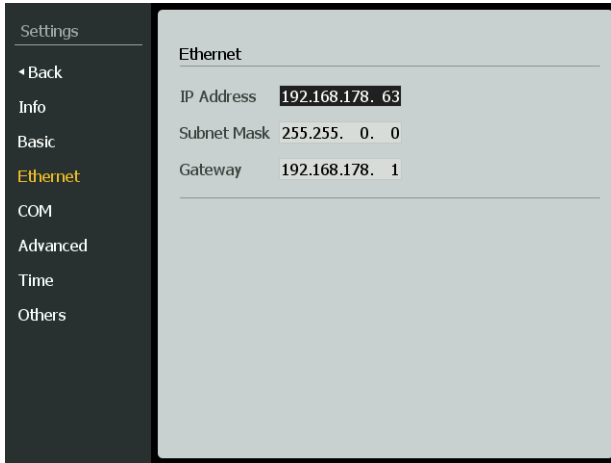 Settings
◂ Back
Info
Basic
Ethernet
COM
Advanced
Time
Others
Ethernet
IP Address 192.168.178. 63
Subnet Mask 255.255. 0. 0
Gateway 192.168.178. 1